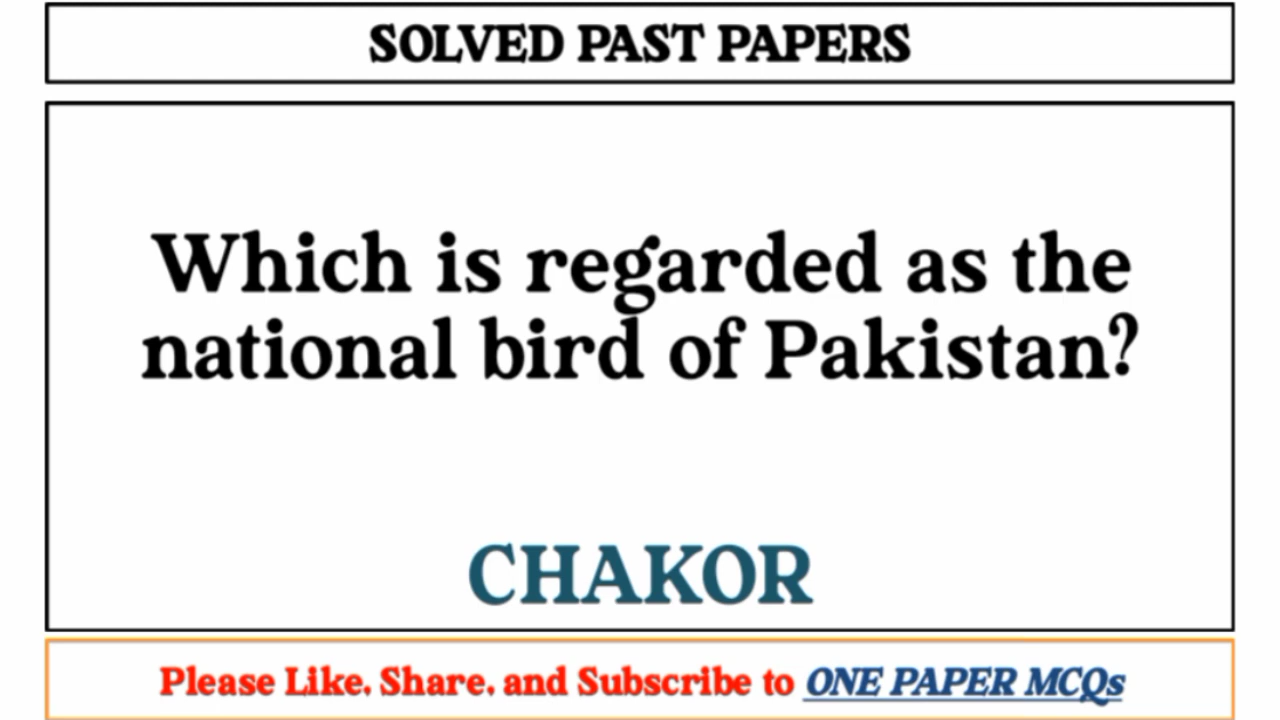 SOLVED PAST PAPERS
Which is regarded as the
national bird of Pakistan?
CHAKOR
Please Like, Share, and Subscribe to ONE PAPER MCQs